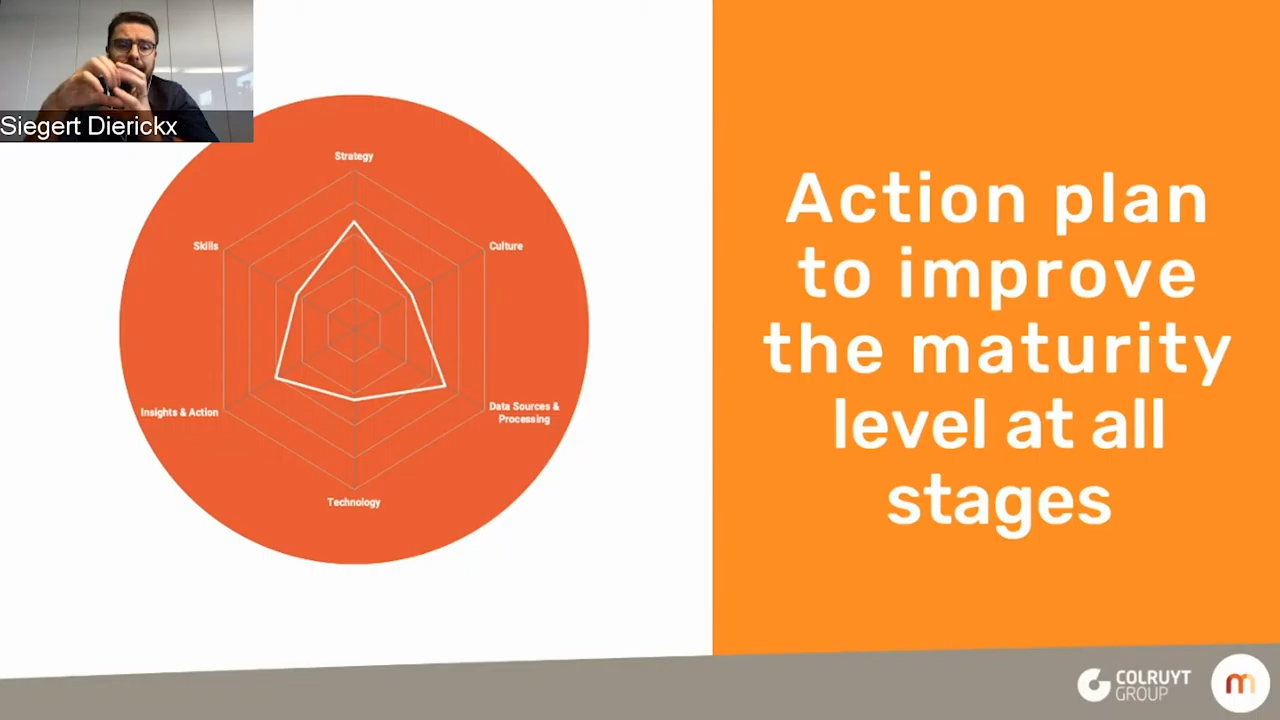 Siegert Dierickx
Strategy
Skills
Culture
Insights & Action
Data Sources &
Processing
Technology
Action plan
to improve
the maturity
level at all
stages
COLRUYT
GROUP
m